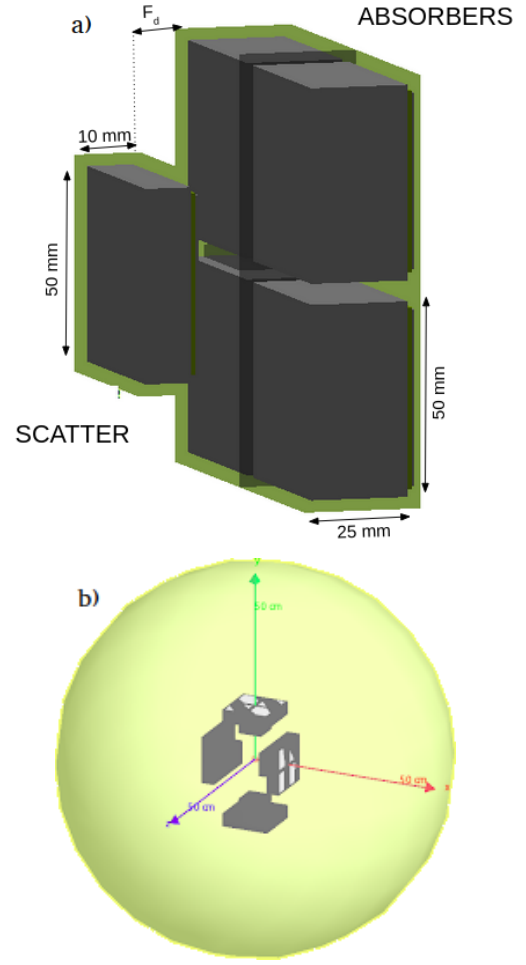 a)
F_d
ABSORBERS
10 mm
50 mm
50 mm
SCATTER
25 mm
b)
y
50 cm
50 cm
x
50 cm
z